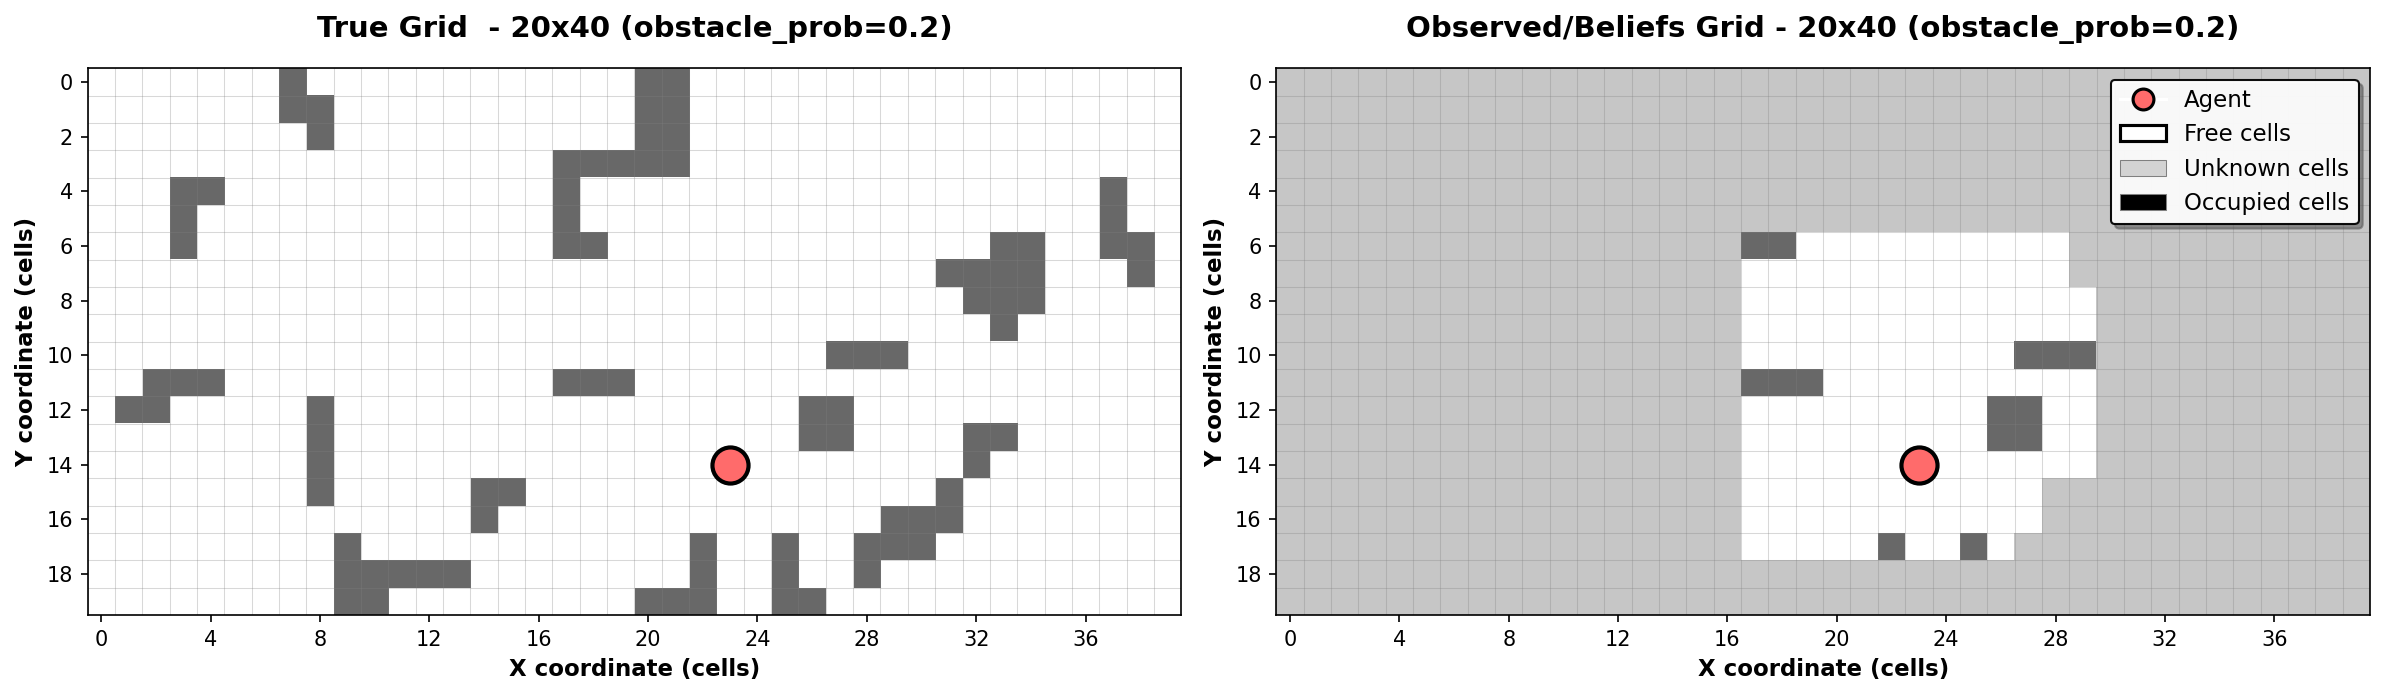 True Grid - 20x40 (obstacle_prob=0.2)
0
2
4
6
8
10
12
14
16
18
Y coordinate (cells)
0 4 8 12 16 20 24 28 32 36
X coordinate (cells)
Observed/Beliefs Grid - 20x40 (obstacle_prob=0.2)
0
2
4
6
8
10
12
14
16
18
Y coordinate (cells)
0 4 8 12 16 20 24 28 32 36
X coordinate (cells)
Agent
Free cells
Unknown cells
Occupied cells